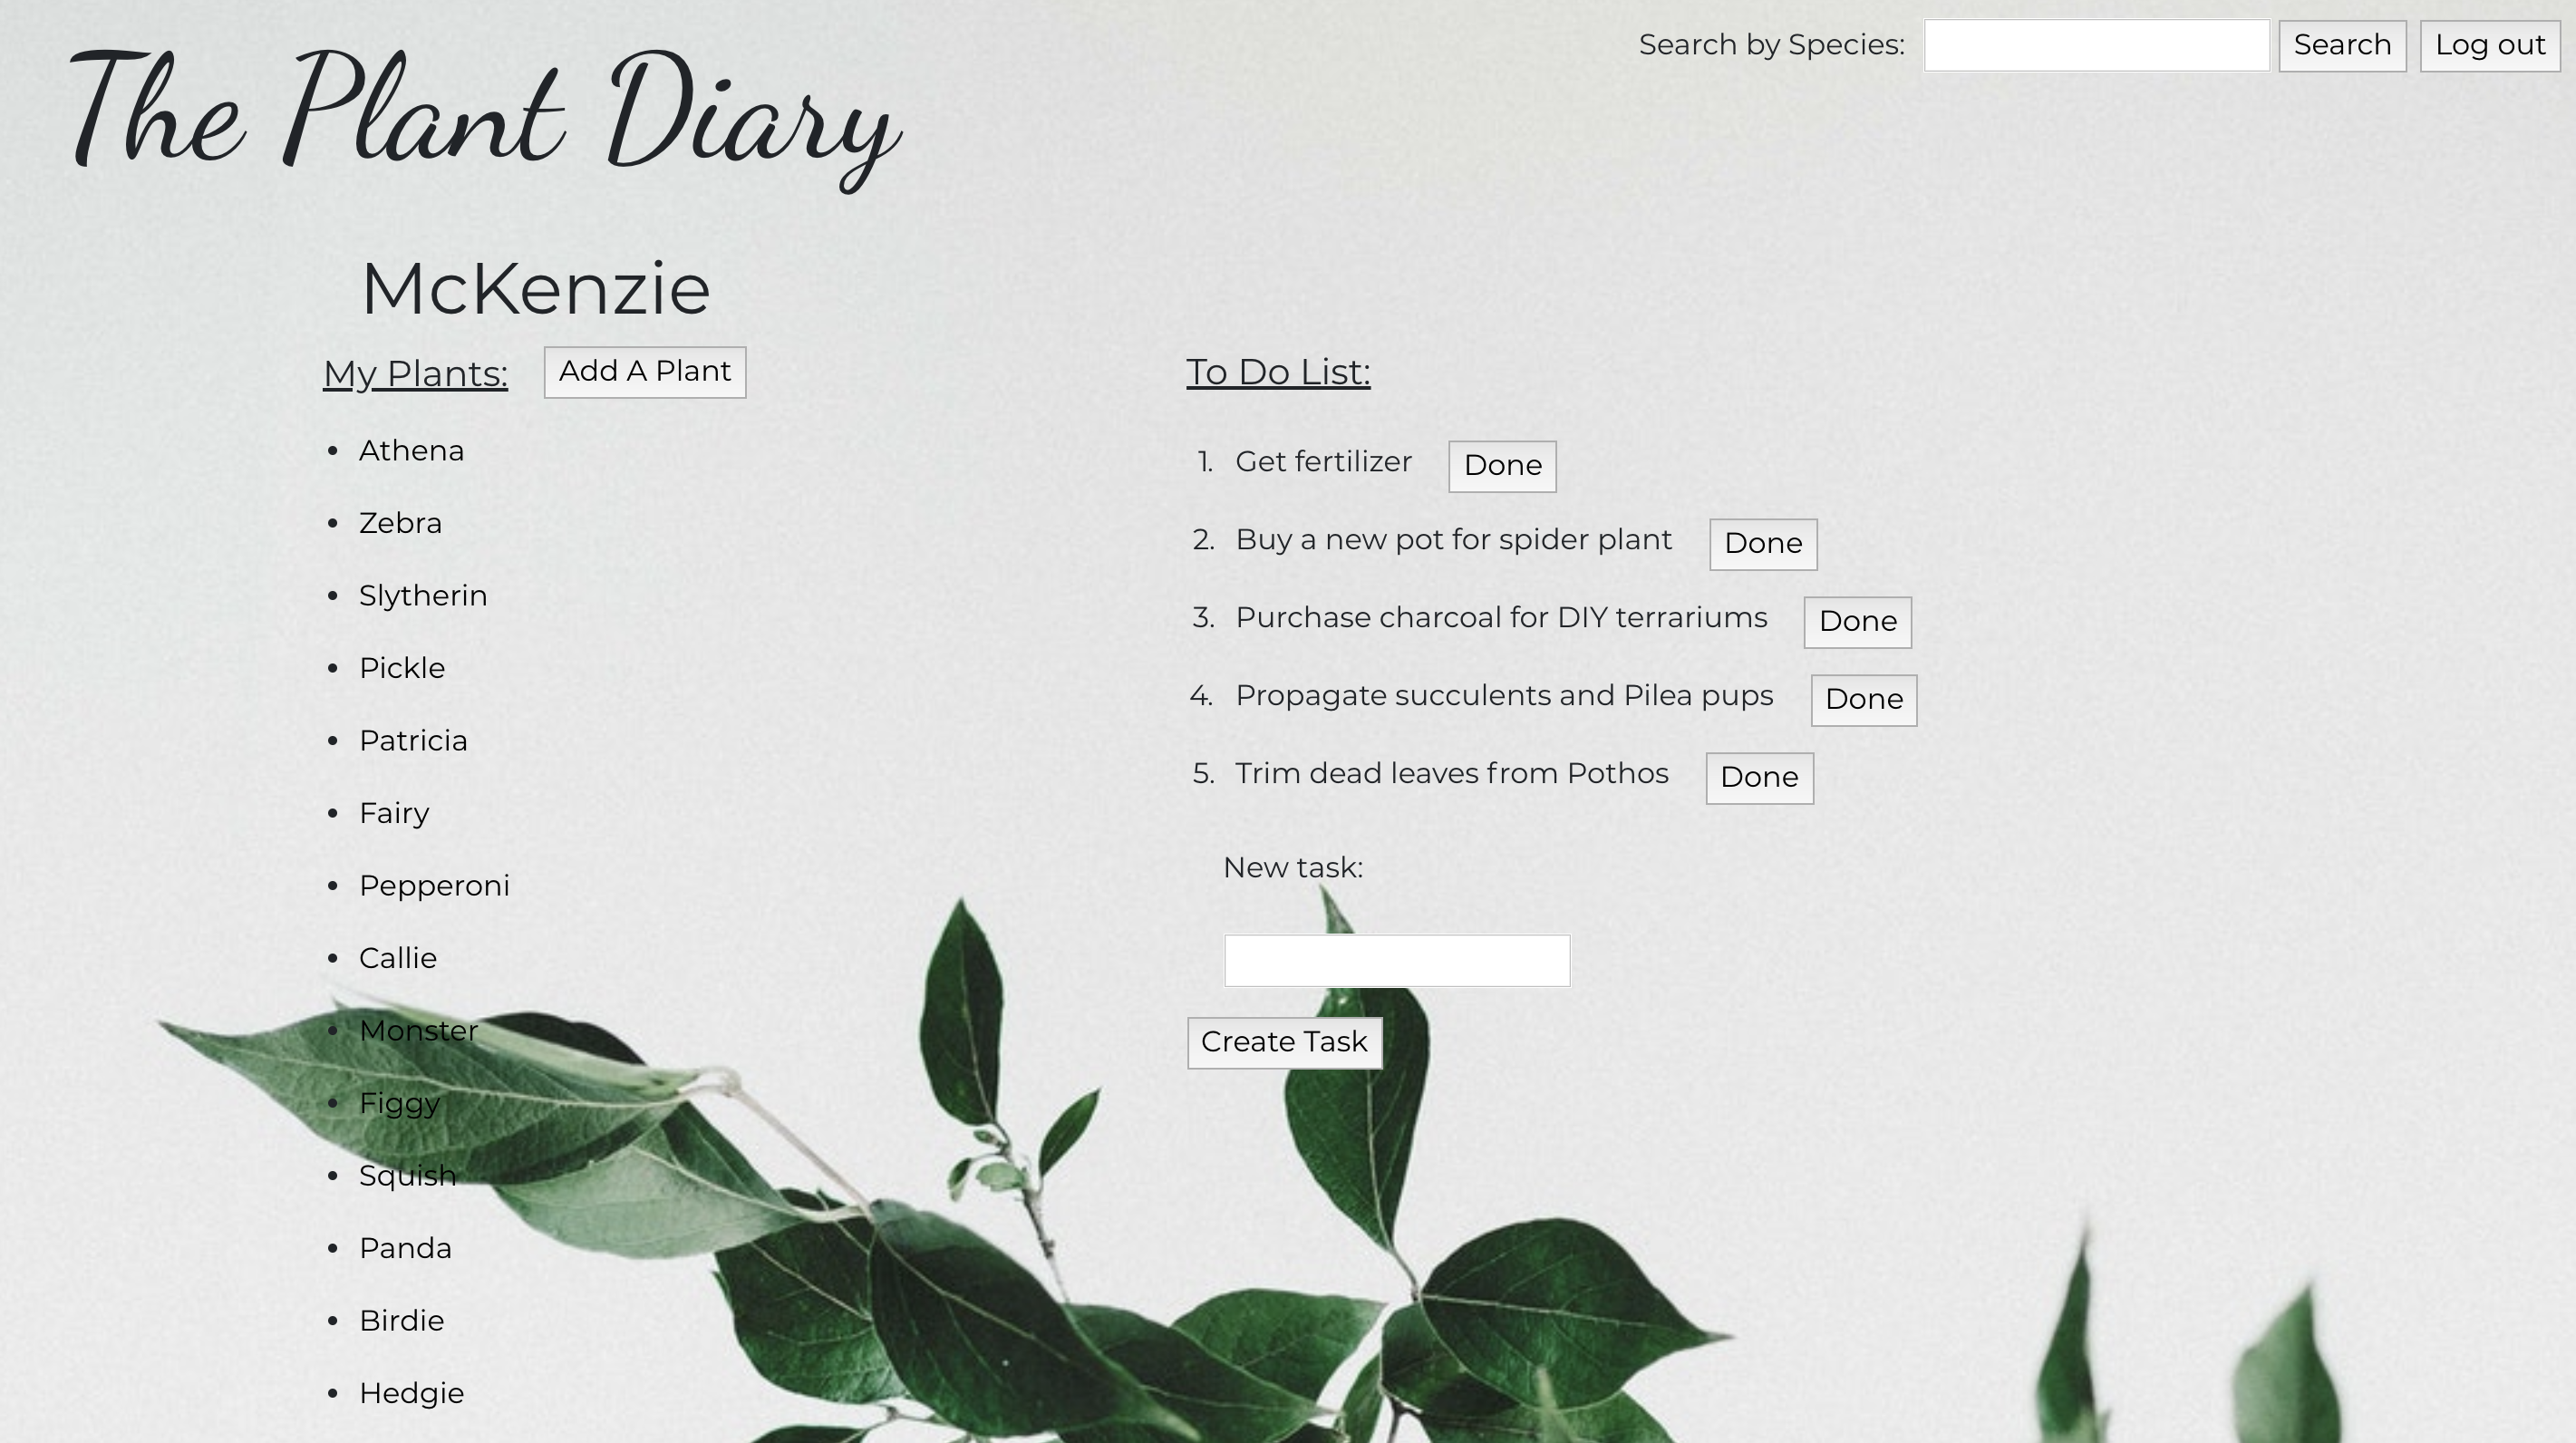 Search by Species: Search Log out
The Plant Diary
McKenzie
My Plants: Add A Plant
• Athena
• Zebra
• Slytherin
• Pickle
• Patricia
• Fairy
• Pepperoni
• Callie
• Monster
• Figgy
• Squish
• Panda
• Birdie
• Hedgie
To Do List:
1. Get fertilizer Done
2. Buy a new pot for spider plant Done
3. Purchase charcoal for DIY terrariums Done
4. Propagate succulents and Pilea pups Done
5. Trim dead leaves from Pothos Done
New task:
Create Task